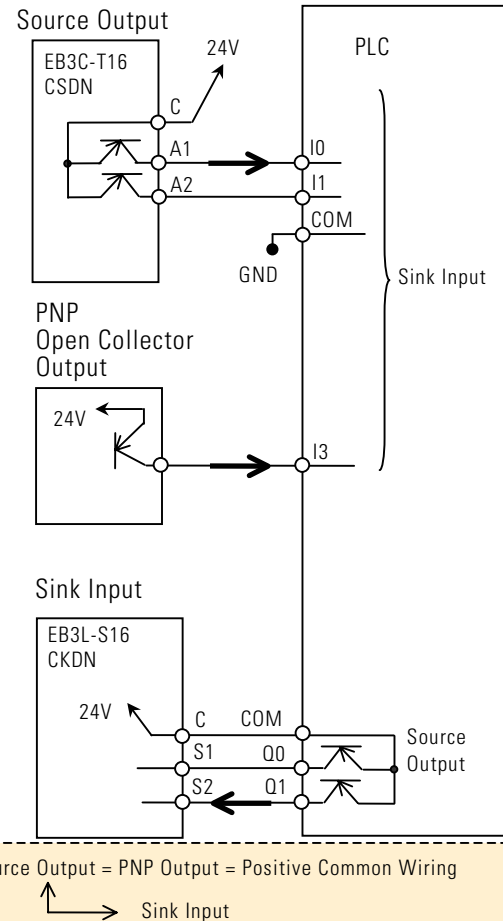 Source Output
EB3C-T16
CSDN
24V
PLC
C
A1
I0
A2
I1
COM
GND
Sink Input
PNP
Open Collector
Output
24V
I3
Sink Input
EB3L-S16
CKDN
24V
C
COM
S1
Q0
Source
Output
S2
Q1
Output = PNP Output = Positive Common Wiring
Sink Input